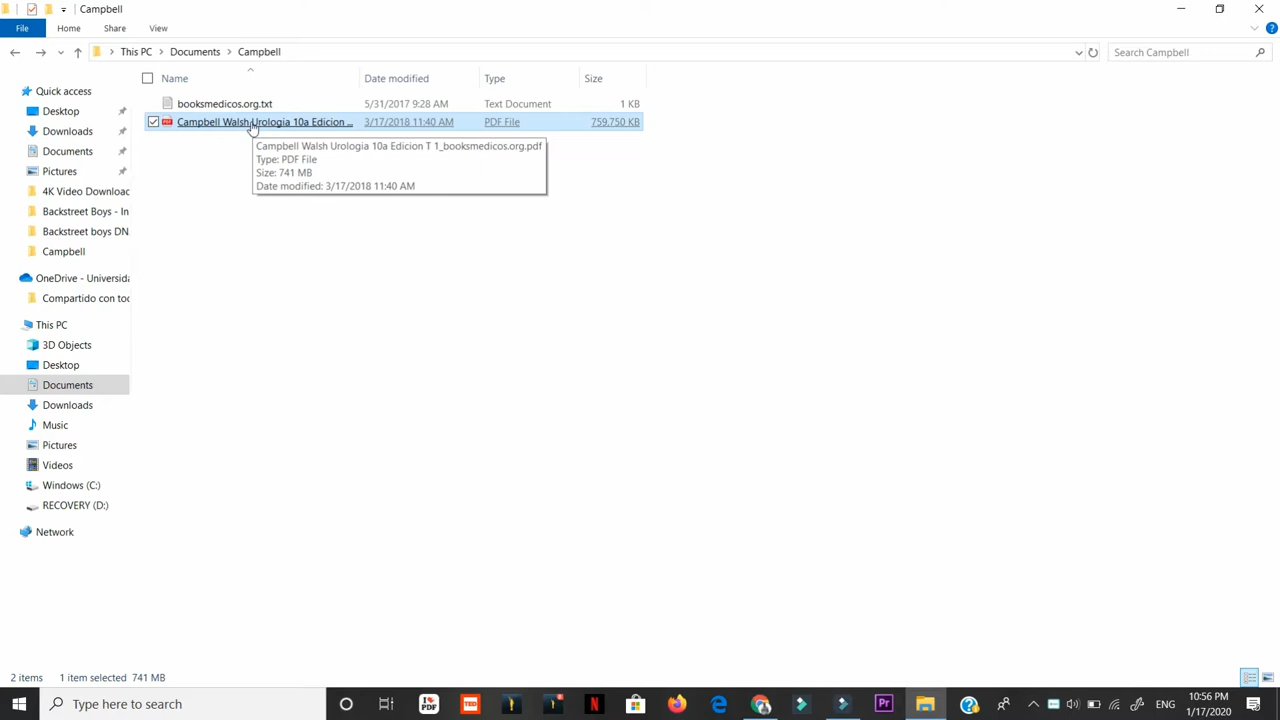 Campbell
File Home Share View
This PC Documents Campbell
Search Campbell
Name Date modified Type Size
booksmedicos.org.txt 5/31/2017 9:28 AM Text Document 1 KB
Campbell Walsh Urologia 10a Edicion ... 3/17/2018 11:40 AM PDF File 759.750 KB
Campbell Walsh Urologia 10a Edicion T 1_booksmedicos.org.pdf
Type: PDF File
Size: 741 MB
Date modified: 3/17/2018 11:40 AM
Quick access
Desktop
Downloads
Documents
Pictures
4K Video Downloac
Backstreet Boys - In
Backstreet boys DN
Campbell
OneDrive - Universida
Compartido con toc
This PC
3D Objects
Desktop
Documents
Downloads
Music
Pictures
Videos
Windows (C:)
RECOVERY (D:)
Network
2 items 1 item selected 741 MB
Type here to search
I PDF
TED
N
Pr
ENG
10:56 PM
1/17/2020